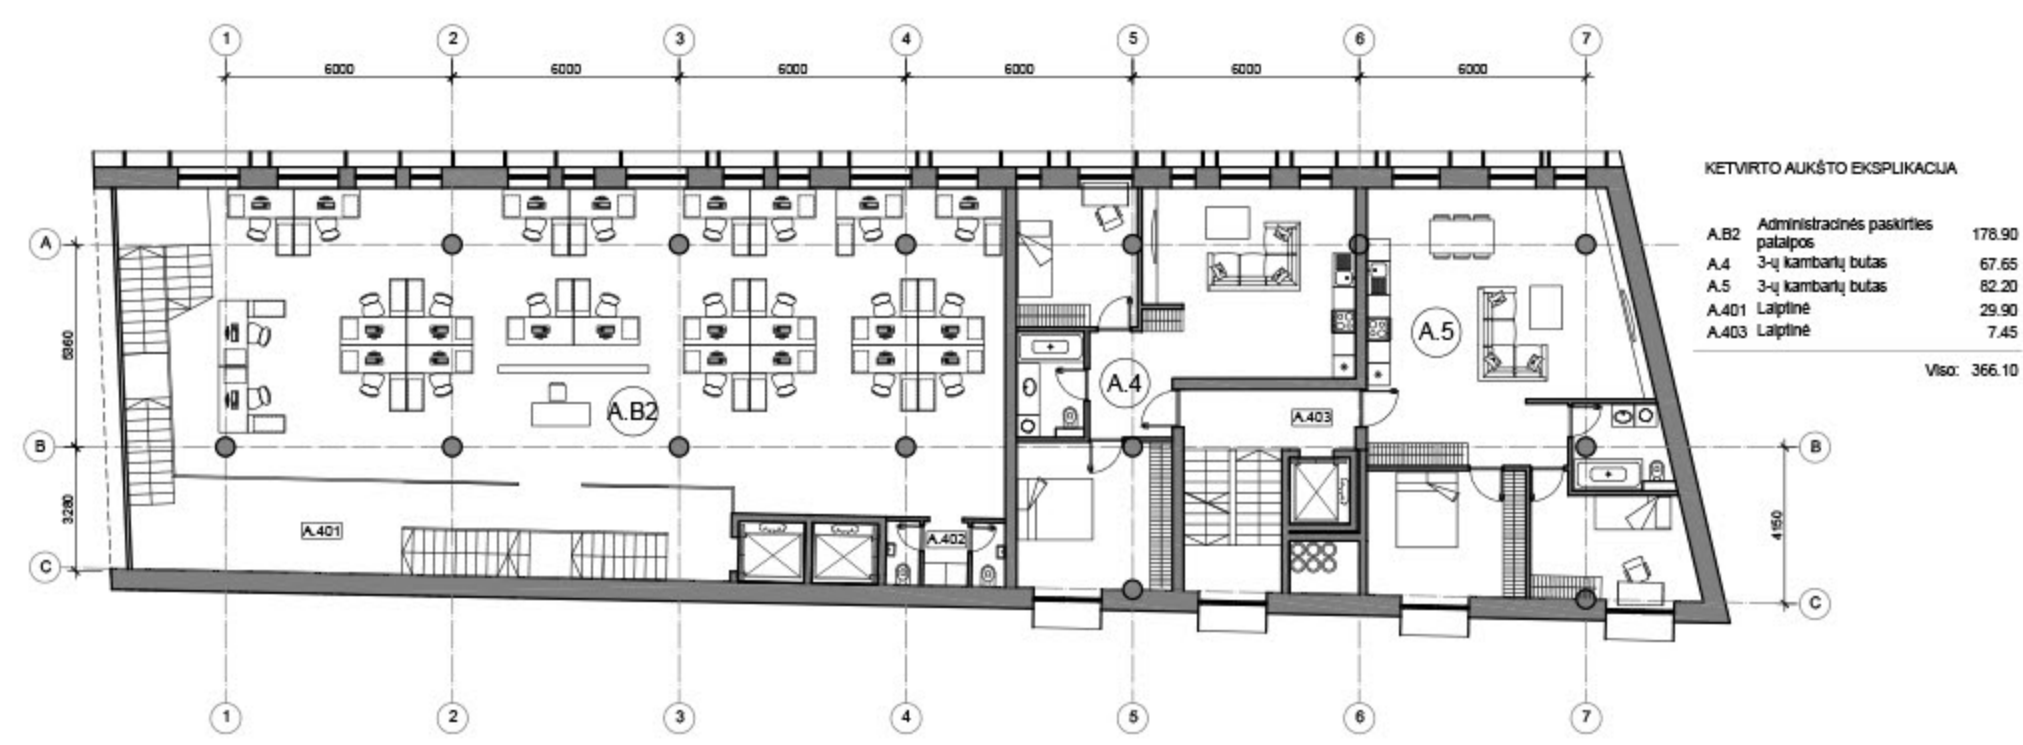 1 2 3 4 5 6 7
6000 6000 6000 6000 6000 6000
KETVIRTO AUKŠTO EKSPLIKACIJA
A.B2 Administracinės paskirties
patalpos 178.90
A.4 3-ų kambarių butas 67.65
A.5 3-ų kambarių butas 82.20
A.401 Laiptinė 29.90
A.403 Laiptinė 7.45
Viso: 366.10
A
A.5
5360
A.4
A.B2
A.403
B B
3280
4150
A.401
A.402
C C
1 2 3 4 5 6 7